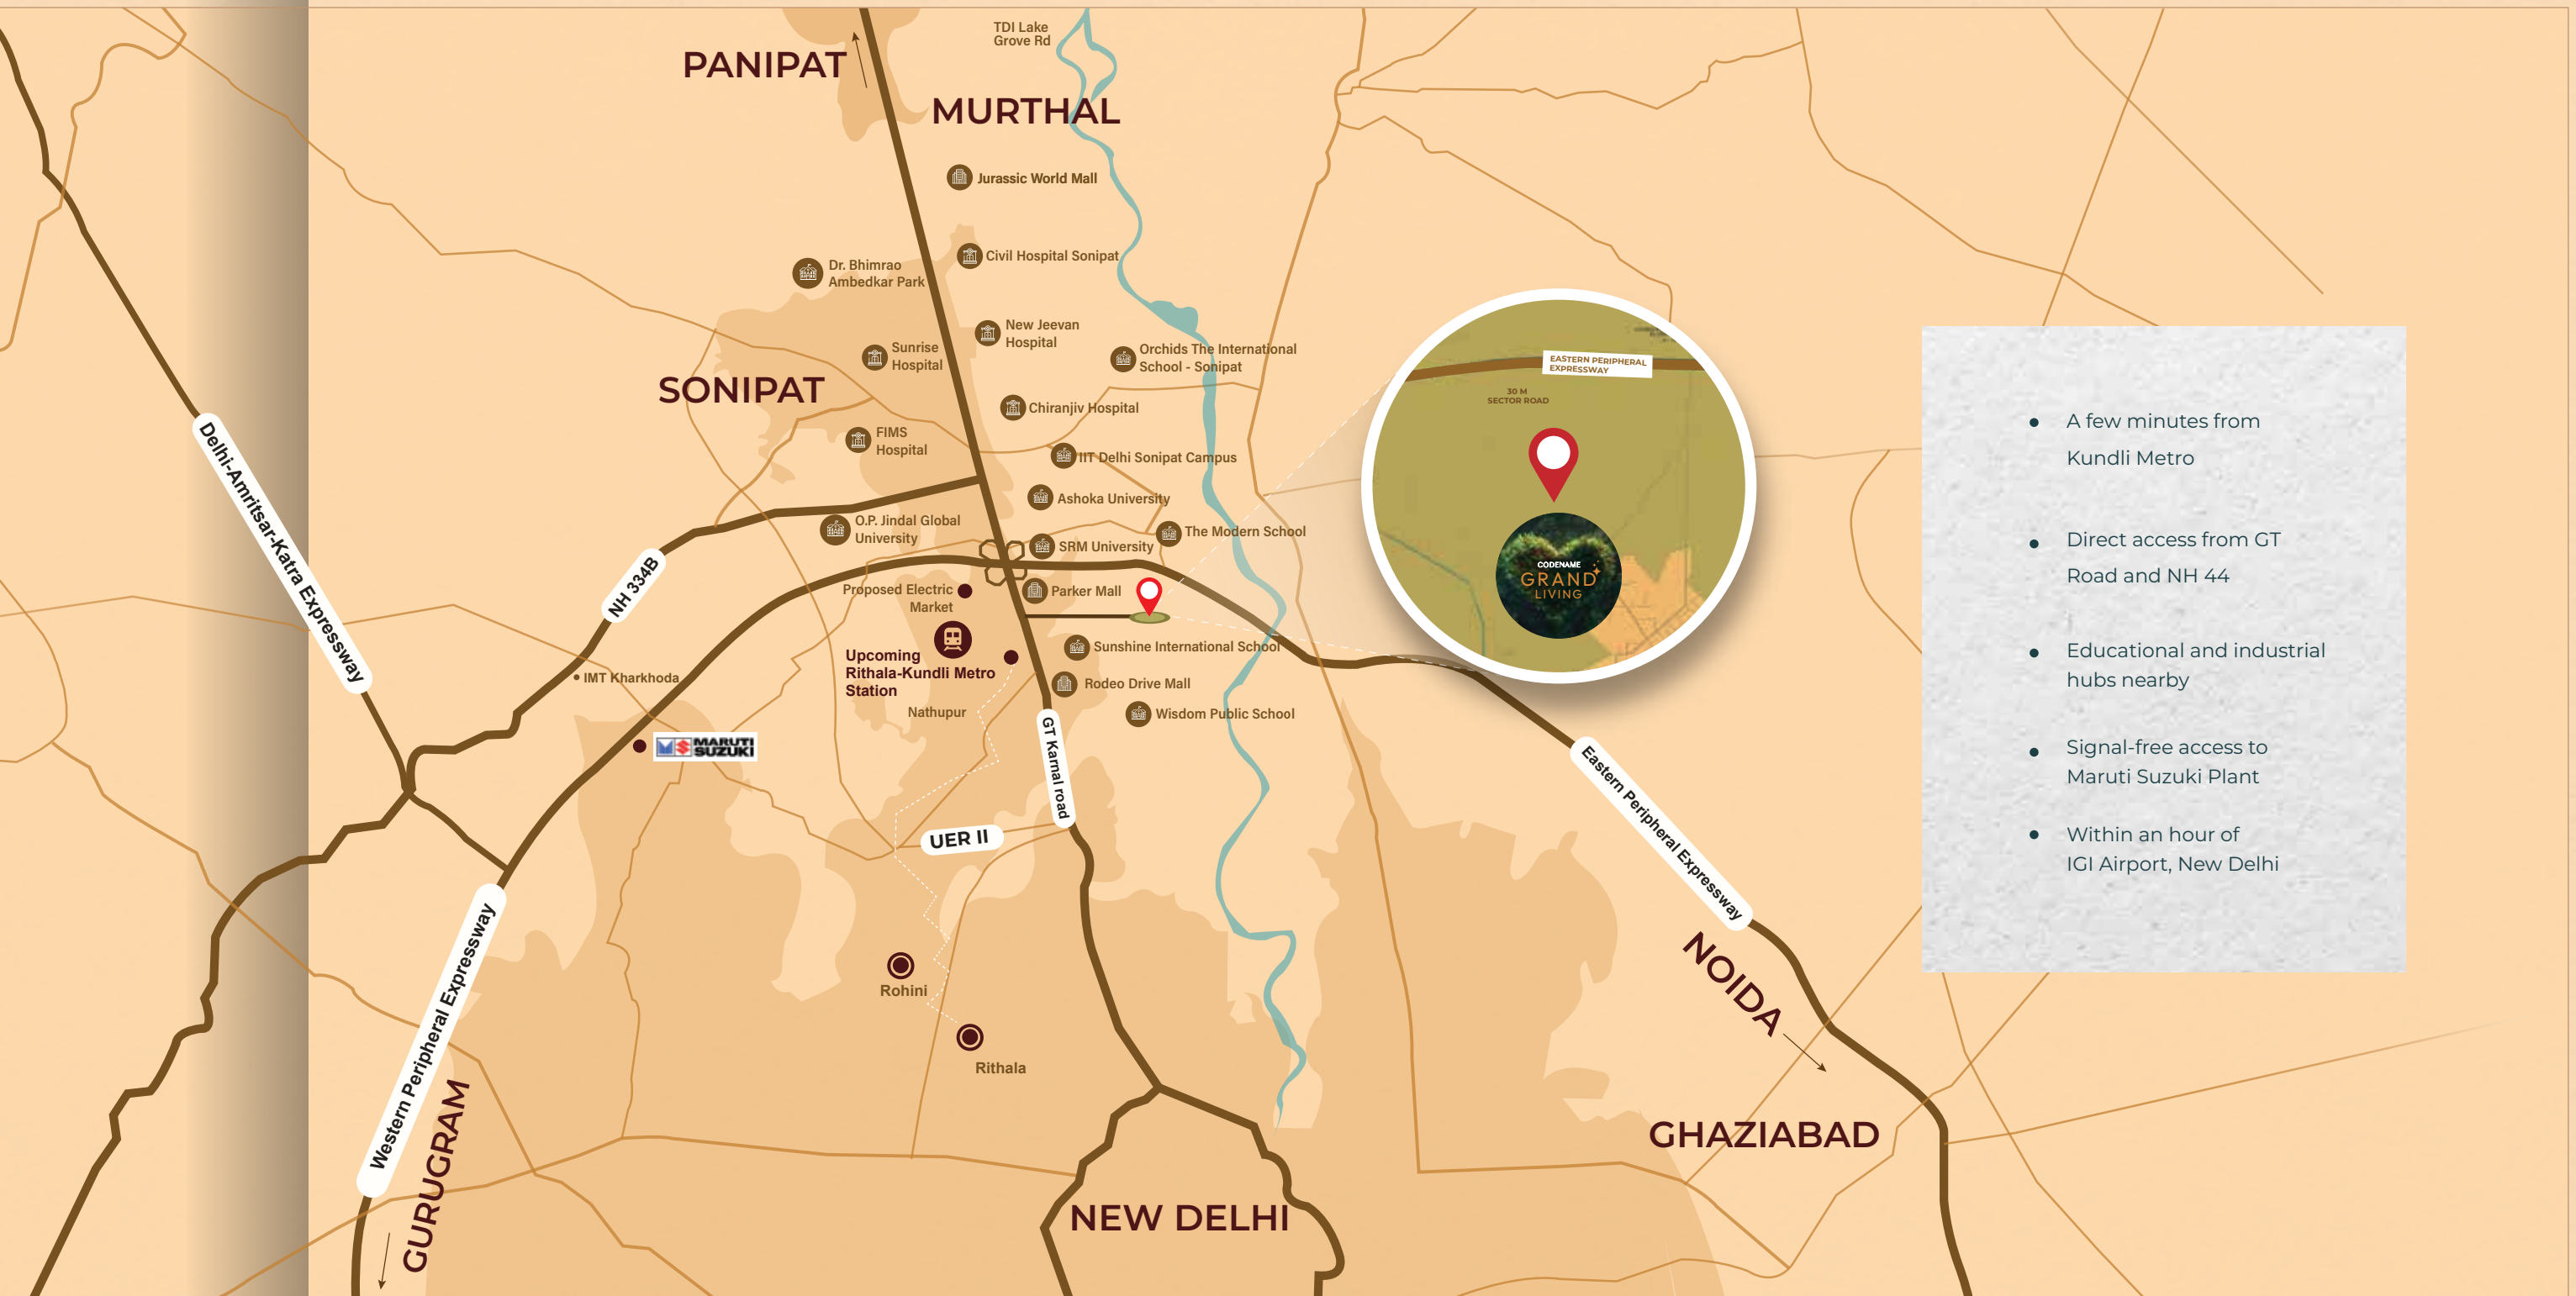 TDI Lake
Grove Rd
PANIPAT
MURTHAL
Jurassic World Mall
Civil Hospital Sonipat
Dr. Bhimrao
Ambedkar Park
New Jeevan
Hospital
Sunrise
Hospital
Orchids The International
School - Sonipat
SONIPAT
Chiranjiv Hospital
FIMS
Hospital
IIT Delhi Sonipat Campus
Ashoka University
O.P. Jindal Global
University
The Modern School
SRM University
Proposed Electric
Market
Parker Mall
Upcoming
Rithala-Kundli Metro
Station
Sunshine International School
Rodeo Drive Mall
Nathupur
Wisdom Public School
Delhi-Amritsar-Katra Expressway
NH 334B
IMT Kharkhoda
MARUTI
SUZUKI
GT Karnal road
UER II
Western Peripheral Expressway
Rohini
Rithala
GURUGRAM
NEW DELHI
EASTERN PERIPHERAL
EXPRESSWAY
30 M
SECTOR ROAD
CODENAME
GRAND
LIVING
Eastern Peripheral Expressway
NOIDA
GHAZIABAD
• A few minutes from
Kundli Metro
• Direct access from GT
Road and NH 44
• Educational and industrial
hubs nearby
• Signal-free access to
Maruti Suzuki Plant
• Within an hour of
IGI Airport, New Delhi